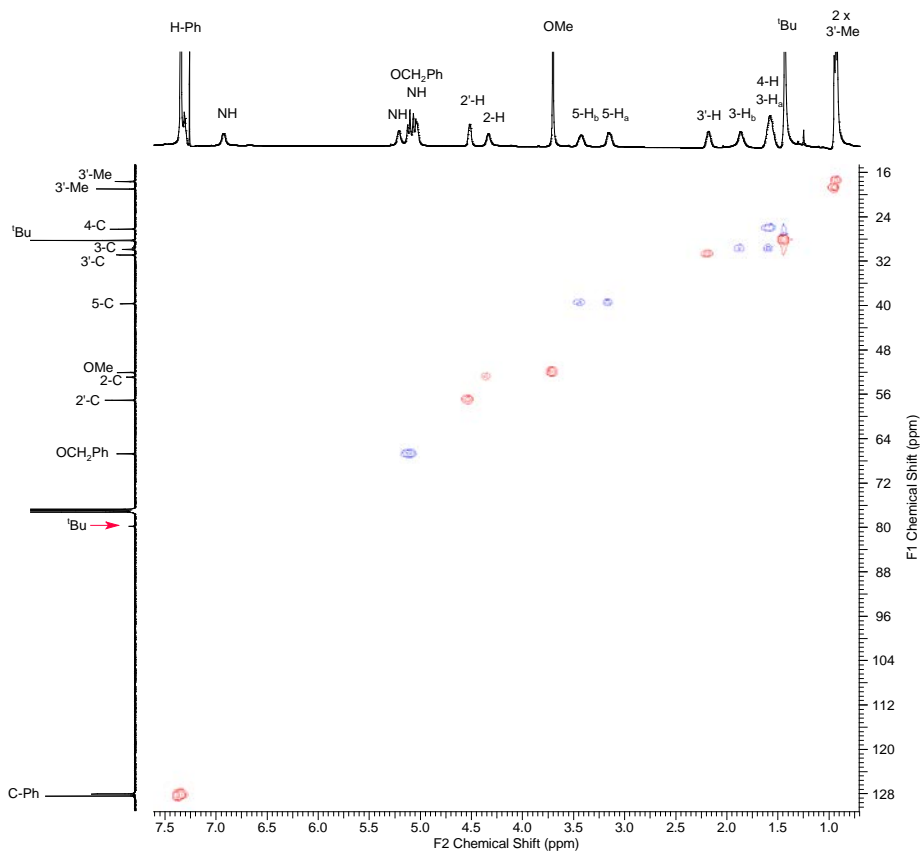 2 x
H-Ph OMe ᵗBu 3'-Me
OCH₂Ph
NH NH NH 2'-H 2-H 5-H_b 5-Hₐ 3'-H 3-H_b 4-H 3-Hₐ
3'-Me
3'-Me
4-C
ᵗBu
3-C
3'-C
5-C
OMe
2-C
2'-C
OCH₂Ph
ᵗBu
C-Ph
16
24
32
40
48
56
64
72
80
88
96
104
112
120
128
F1 Chemical Shift (ppm)
7.5 7.0 6.5 6.0 5.5 5.0 4.5 4.0 3.5 3.0 2.5 2.0 1.5 1.0
F2 Chemical Shift (ppm)